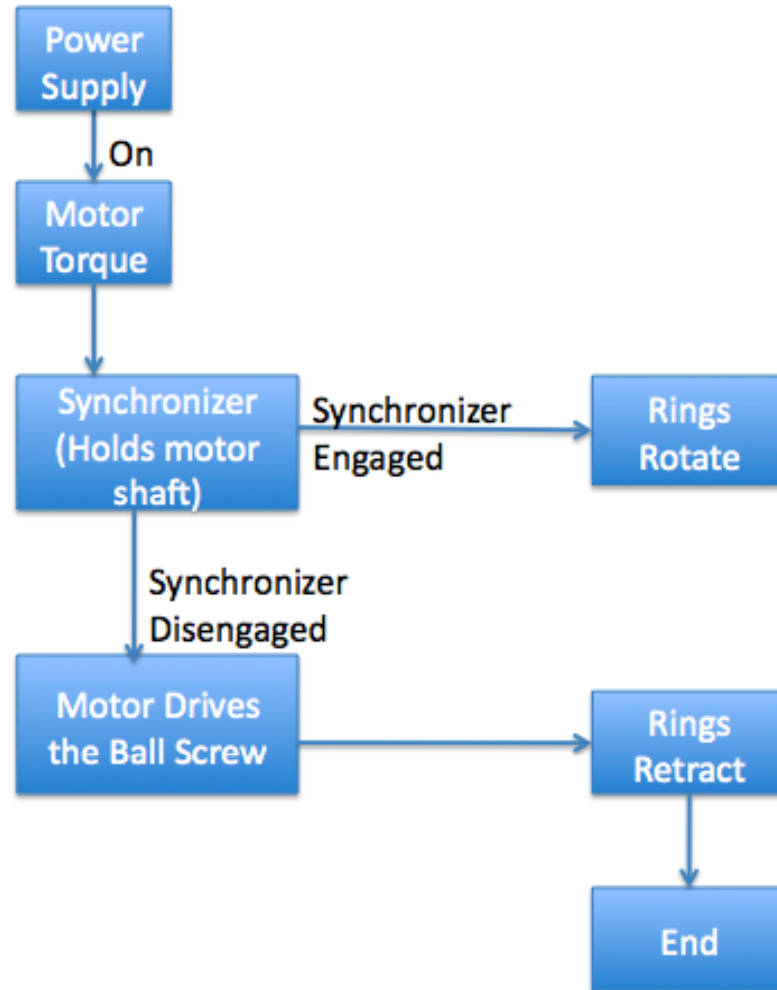 Power
Supply
On
Motor
Torque
Synchronizer
(Holds motor
shaft)
Synchronizer
Engaged
Rings
Rotate
Synchronizer
Disengaged
Motor Drives
the Ball Screw
Rings
Retract
End